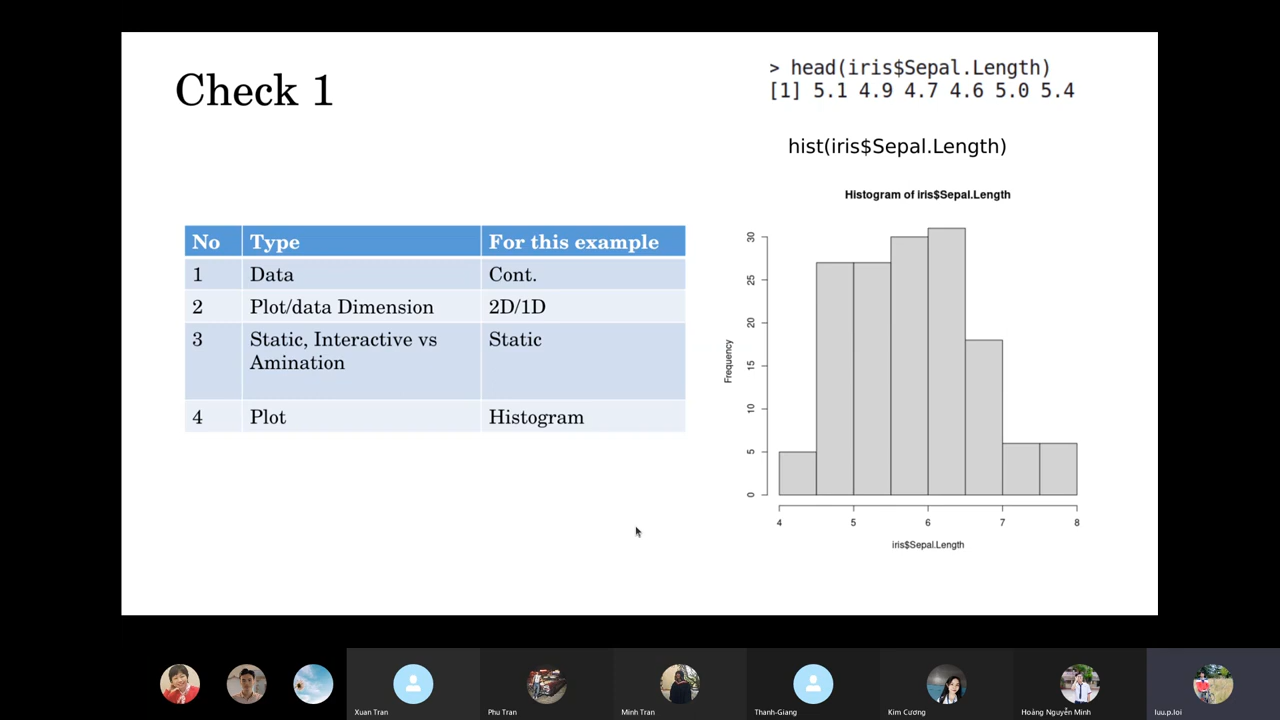 Check 1
> head(iris$Sepal.Length)
[1] 5.1 4.9 4.7 4.6 5.0 5.4
hist(iris$Sepal.Length)
No Type For this example
1 Data Cont.
2 Plot/data Dimension 2D/1D
3 Static, Interactive vs Static
Amination
4 Plot Histogram
Histogram of iris$Sepal.Length
Frequency
30
25
20
15
10
5
0
4 5 6 7 8
iris$Sepal.Length
Xuan Tran Phu Tran Minh Tran Thanh-Giang Kim Cương Hoảng Nguyễn Minh luu.p.loi